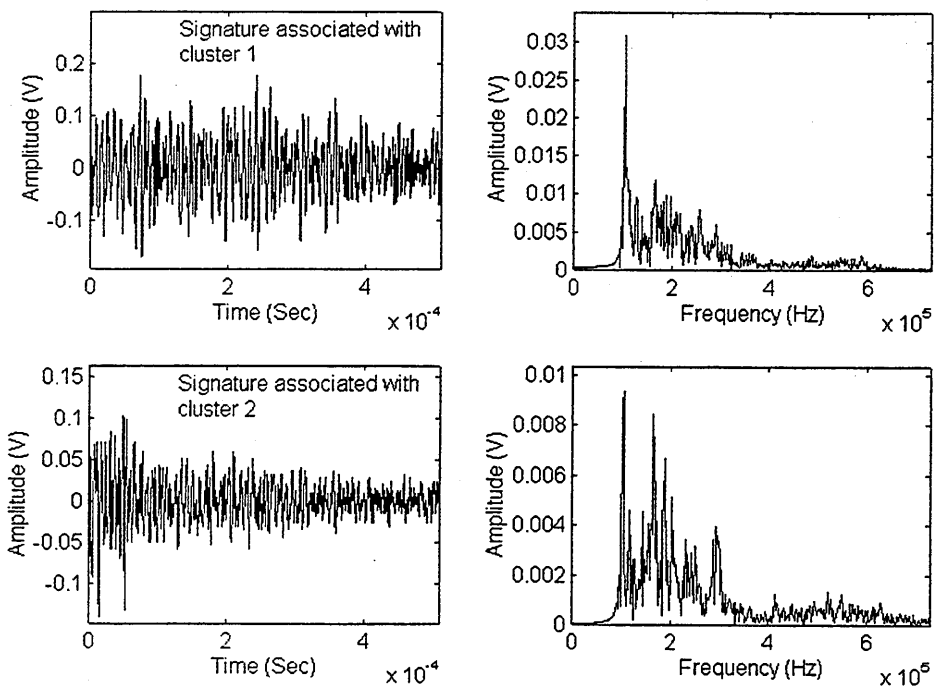 Signature associated with
cluster 1
Amplitude (V)
0.2
0.1
0
-0.1
0
2
4
Time (Sec)
x 10-4
Amplitude (V)
0.03
0.025
0.02
0.015
0.01
0.005
0
0
2
4
6
Frequency (Hz)
x 10^5
Signature associated with
cluster 2
Amplitude (V)
0.15
0.1
0.05
0
-0.05
-0.1
0
2
4
Time (Sec)
x 10-4
Amplitude (V)
0.01
0.008
0.006
0.004
0.002
0
0
2
4
6
Frequency (Hz)
x 10^5